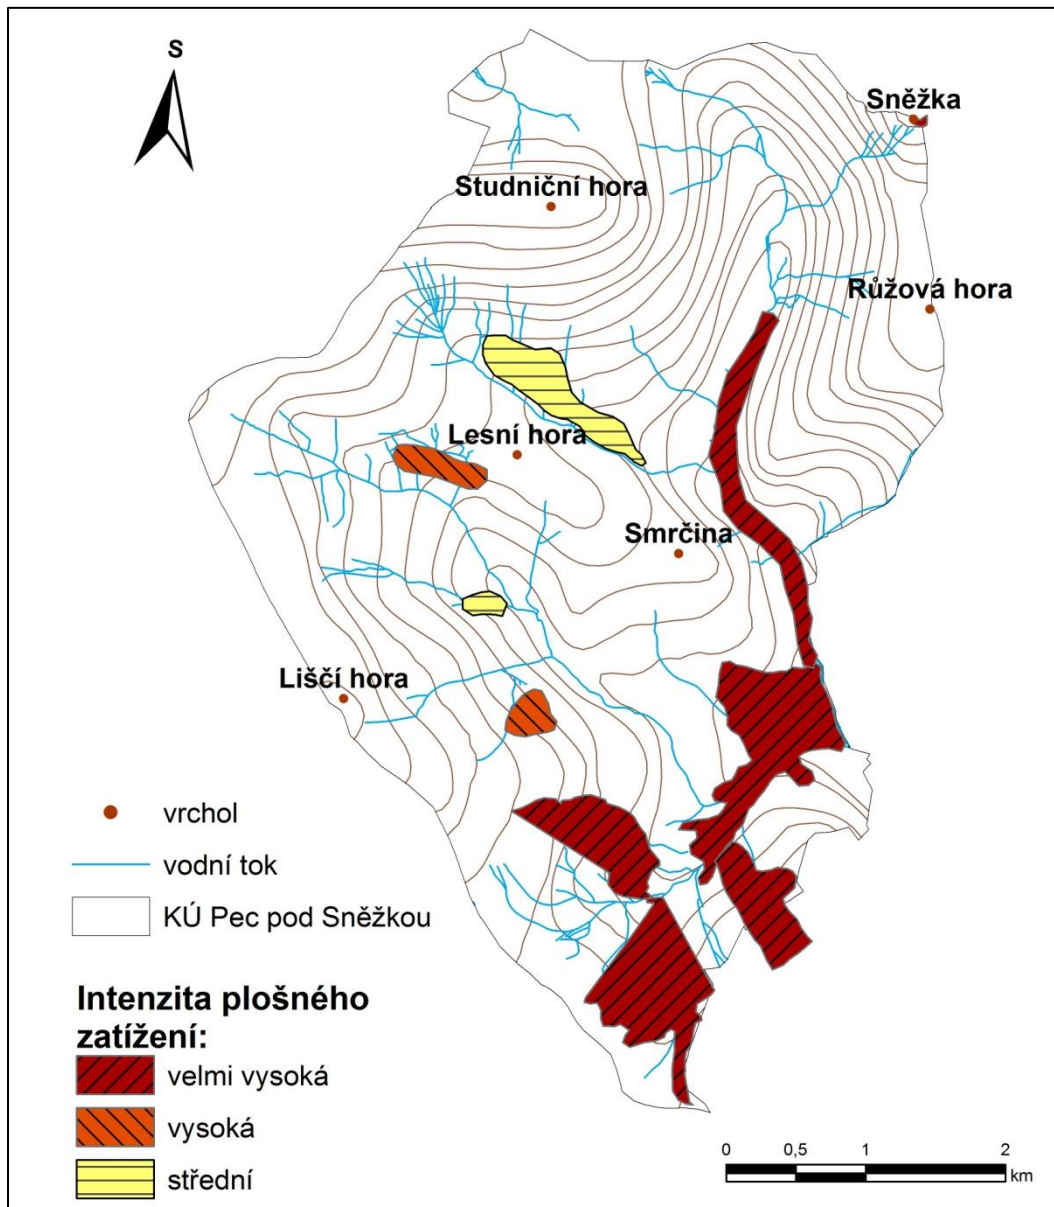 S
Sněžka
Studniční hora
Růžová hora
Lesní hora
Smrčina
Liščí hora
vrchol
vodní tok
KÚ Pec pod Sněžkou
Intenzita plošného
zatížení:
velmi vysoká
vysoká
střední
0 0,5 1 2
km